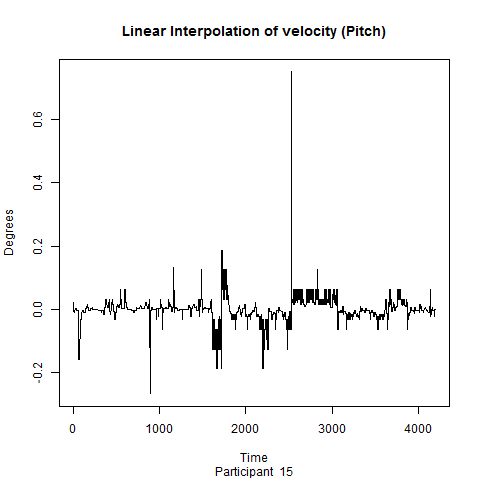 Linear Interpolation of velocity (Pitch)
Degrees
0.6
0.4
0.2
0.0
-0.2
0 1000 2000 3000 4000
Time
Participant 15